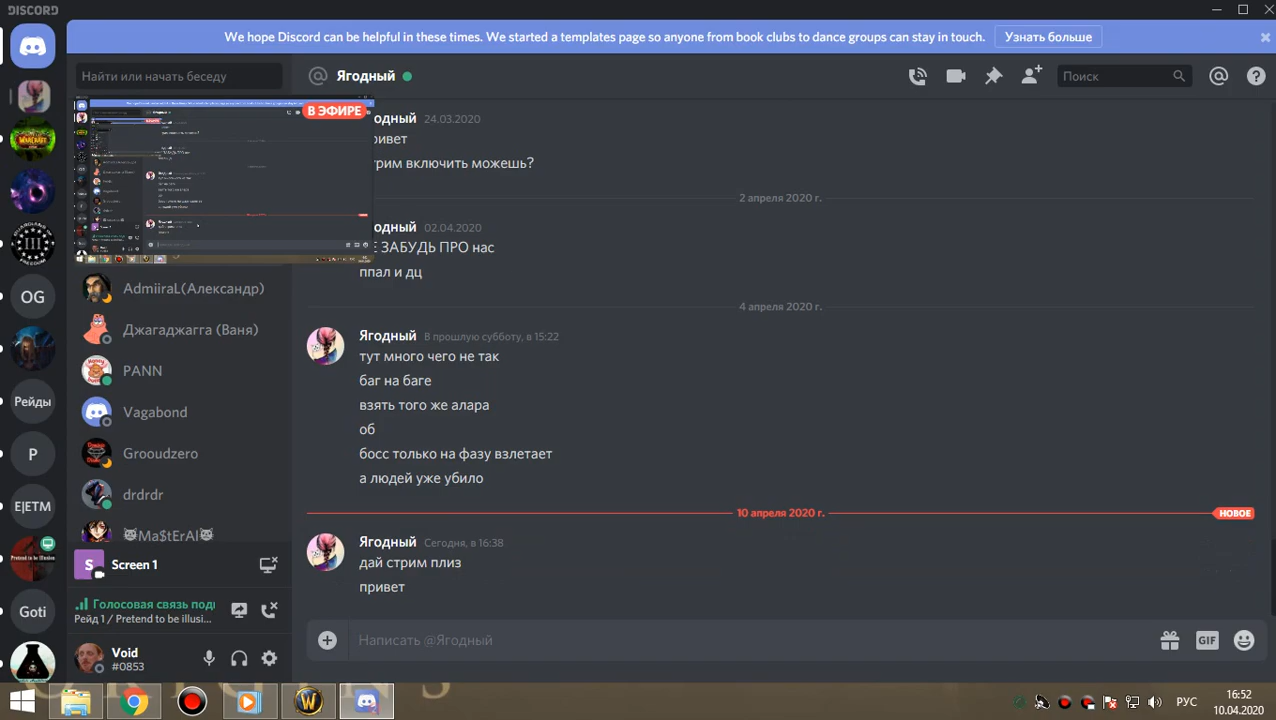 DISCORD
We hope Discord can be helpful in these times. We started a templates page so anyone from book clubs to dance groups can stay in touch.
Узнать больше
Найти или начать беседу
Ягодный
Поиск
В ЭФИРЕ
одный 24.03.2020
ривет
трим включить можешь?
2 апреля 2020 г.
одный 02.04.2020
Е ЗАБУДЬ ПРО нас
ппал и дц
4 апреля 2020 г.
Ягодный В прошлую субботу, в 15:22
тут много чего не так
баг на баге
взять того же алара
об
босс только на фазу взлетает
а людей уже убило
10 апреля 2020 г.
НОВОЕ
Ягодный Сегодня, в 16:38
дай стрим плиз
привет
Написать @Ягодный
GIF
AdmiiraL(Александр)
Джагаджагга (Ваня)
PANN
Vagabond
Grooudzero
drdrdr
😈Ma$tErAl😈
S
Screen 1
Голосовая связь подк
Рейд 1 / Pretend to be illusi...
Void
#0853
III
OG
Рейды
P
E|ETM
Goti
РУС
16:52
10.04.2020